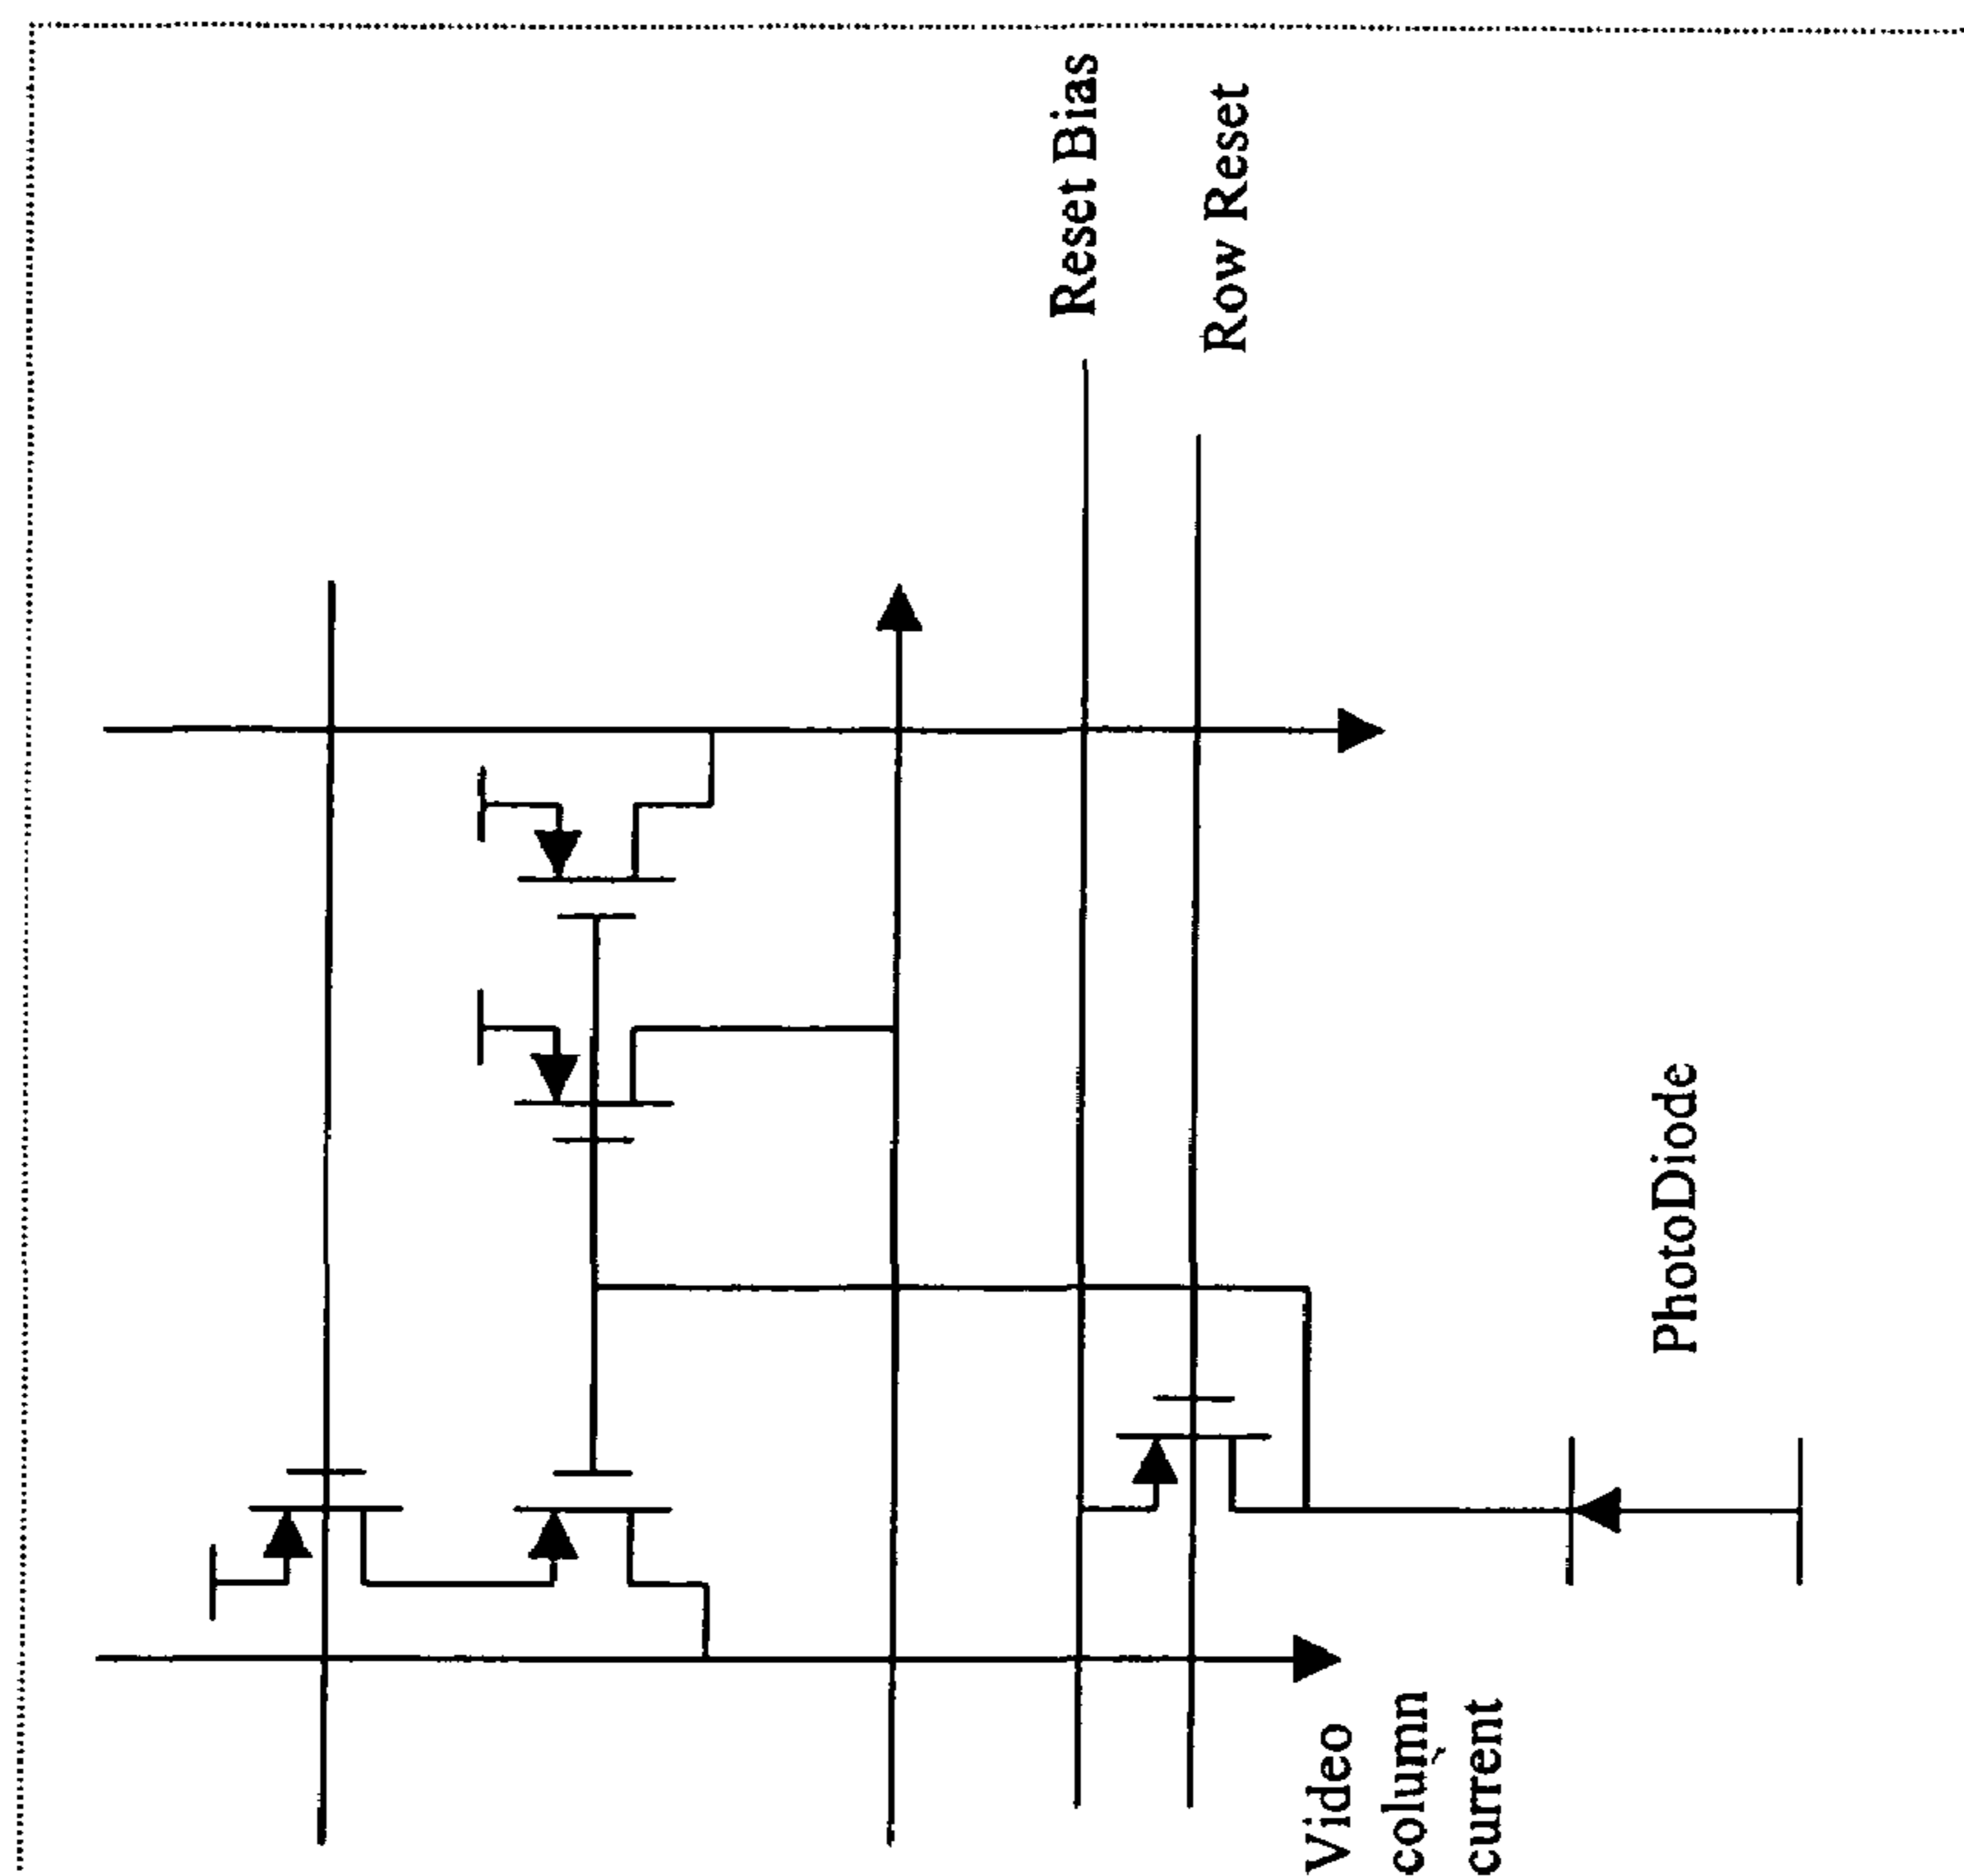 Reset Bias
Row Reset
PhotoDiode
Video
column
current